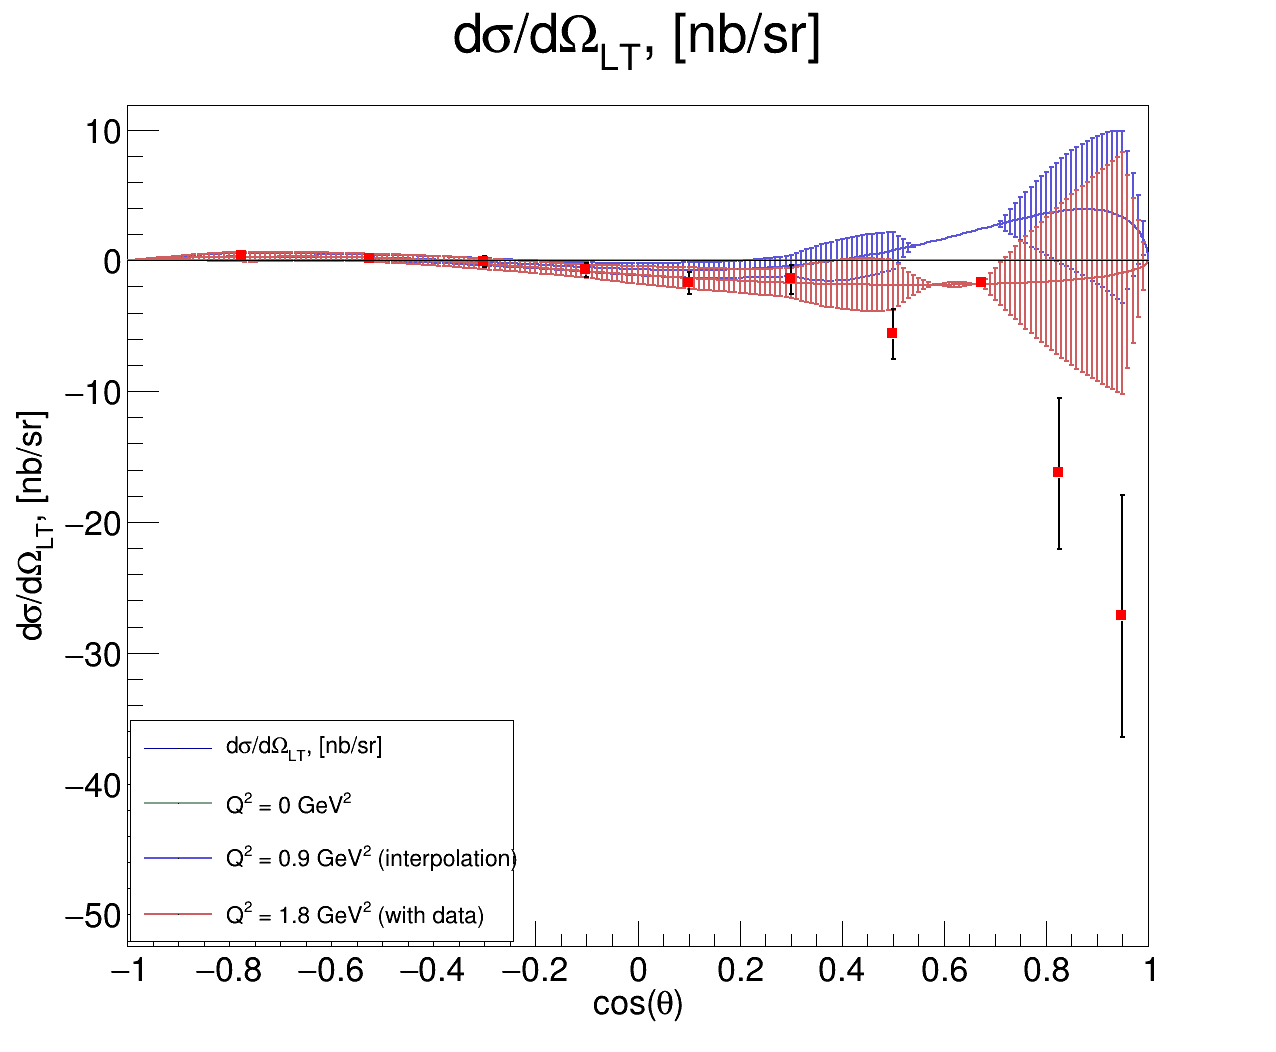 dσ/dΩ_LT, [nb/sr]
10
0
−10
−20
−30
−40
−50
dσ/dΩ_LT, [nb/sr]
dσ/dΩ_LT, [nb/sr]
Q² = 0 GeV²
Q² = 0.9 GeV² (interpolation)
Q² = 1.8 GeV² (with data)
−1 −0.8 −0.6 −0.4 −0.2 0 0.2 0.4 0.6 0.8 1
cos(θ)